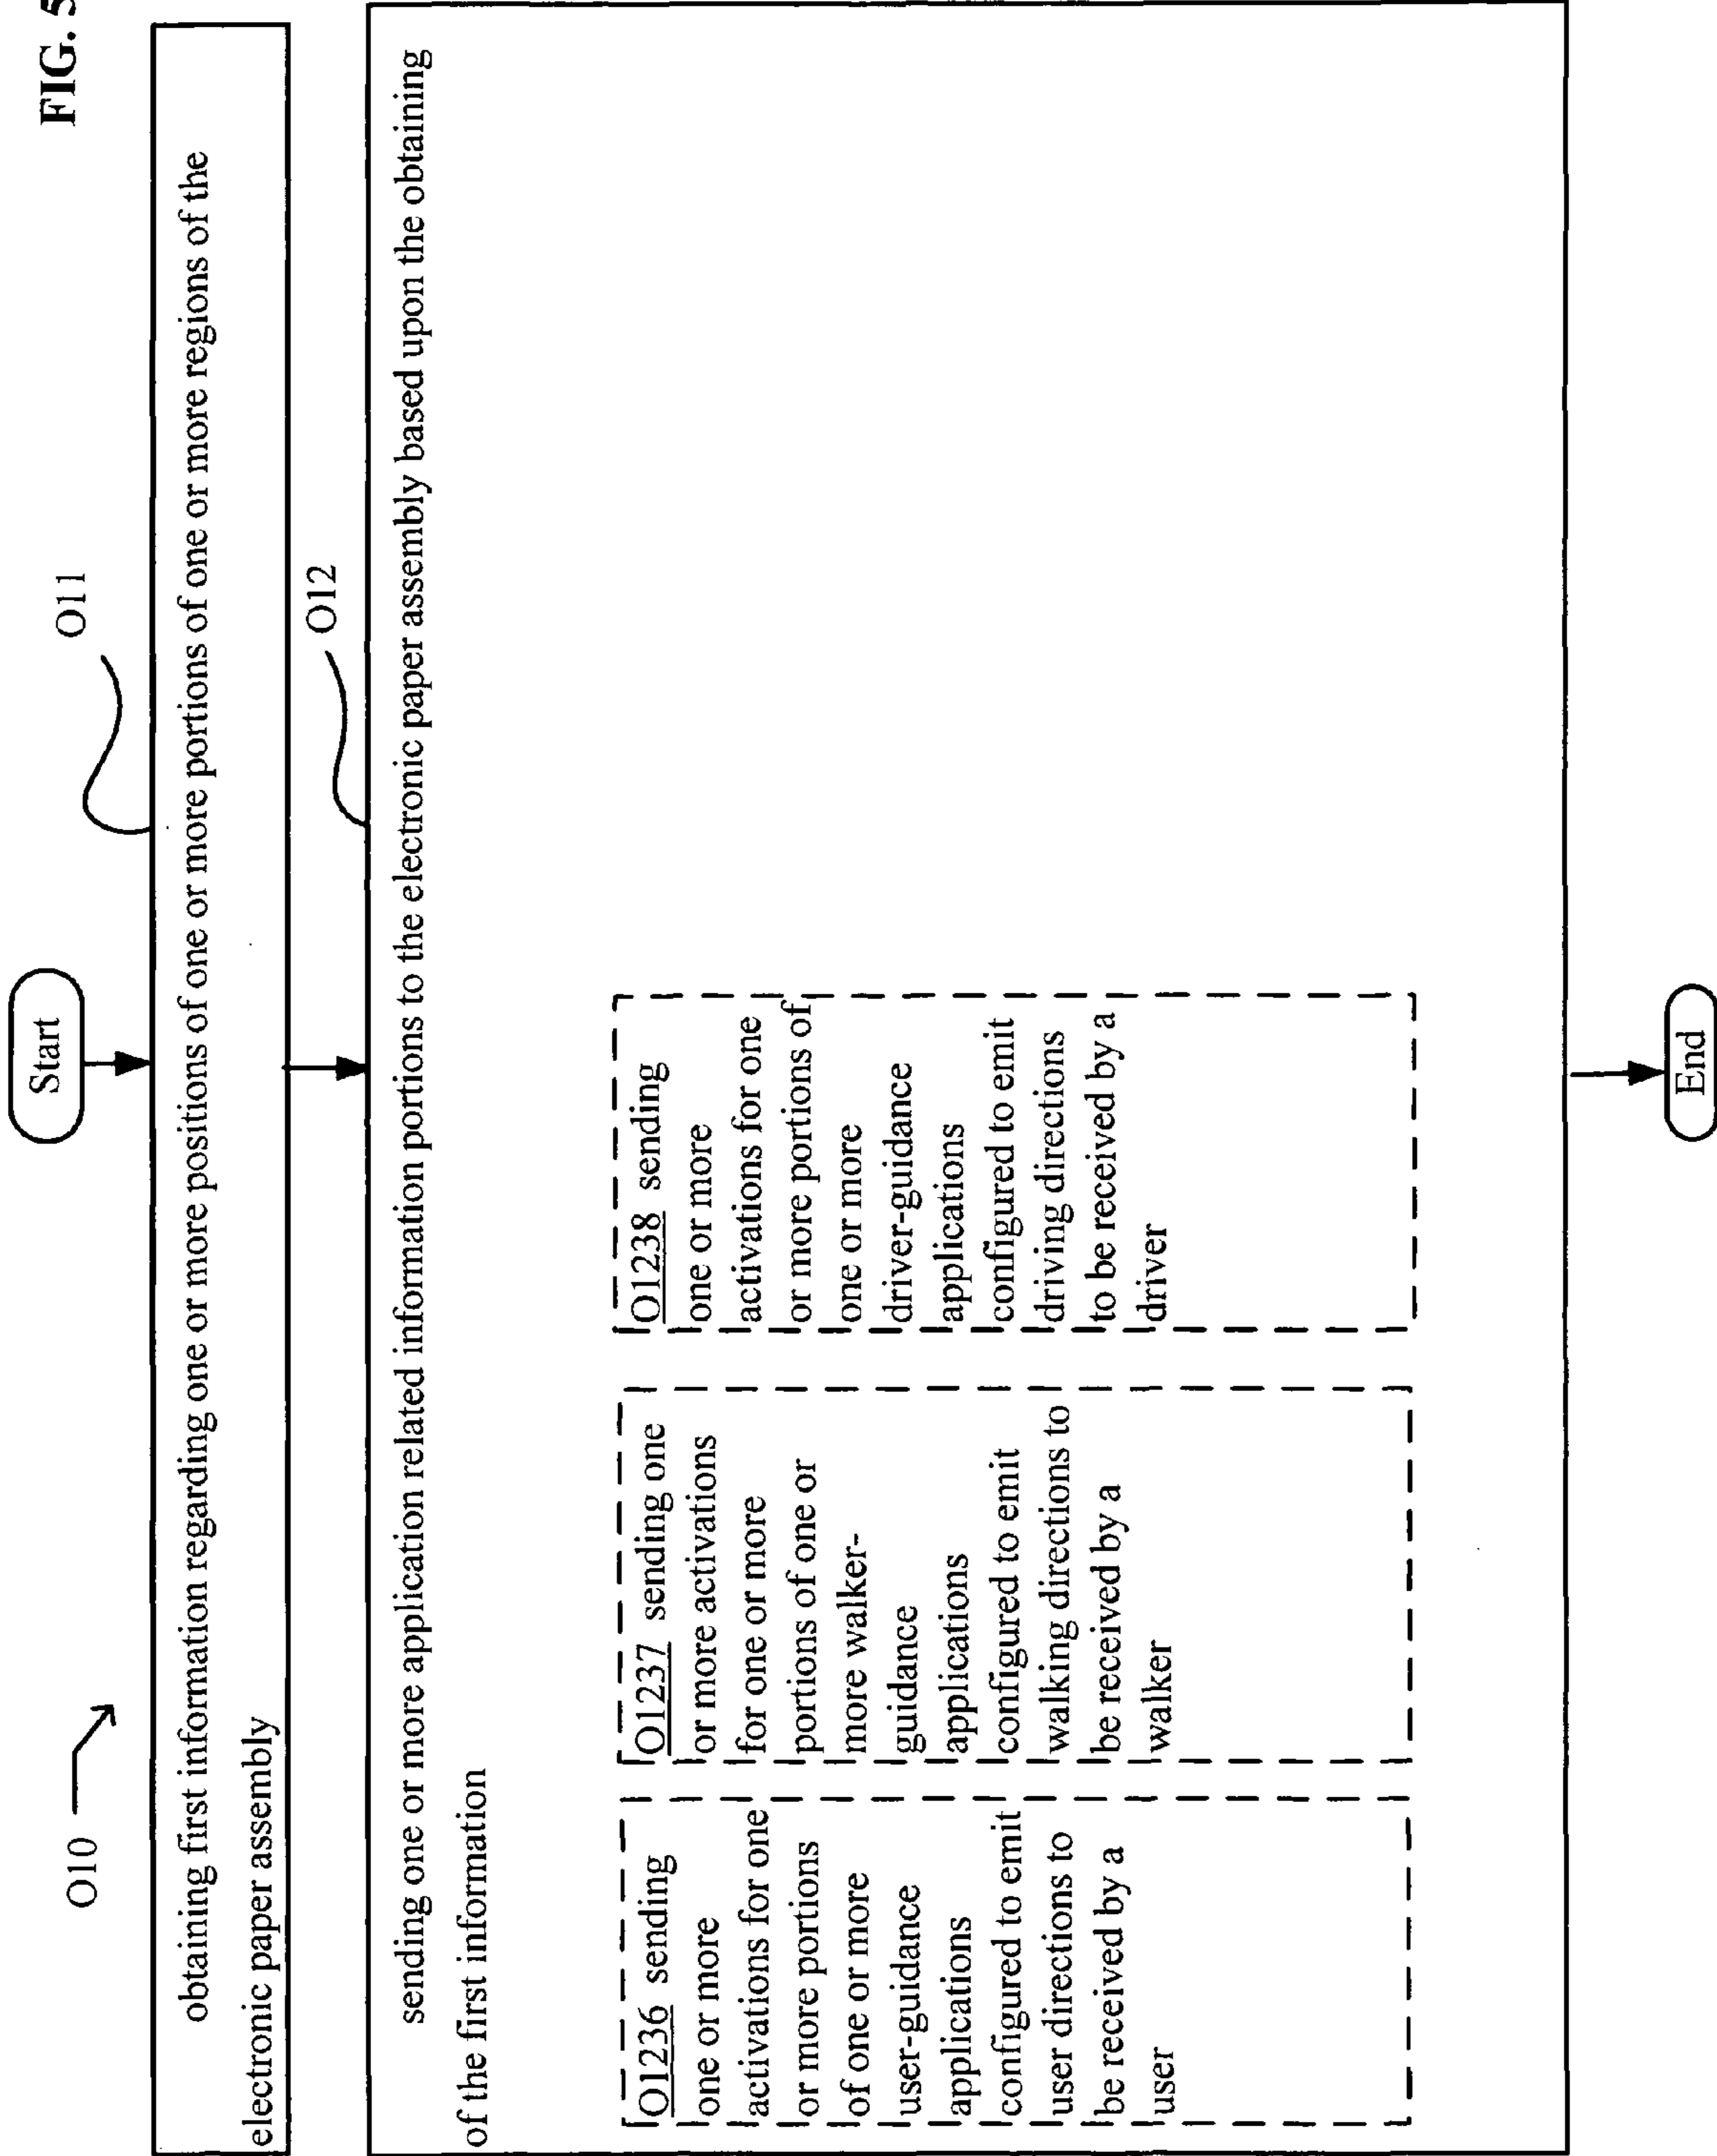 FIG. 5
Start
O10
O11
obtaining first information regarding one or more positions of one or more portions of one or more regions of the
electronic paper assembly
O12
sending one or more application related information portions to the electronic paper assembly based upon the obtaining
of the first information
O1236 sending
one or more
activations for one
or more portions
of one or more
user-guidance
applications
configured to emit
user directions to
be received by a
user
O1237 sending one
or more activations
for one or more
portions of one or
more walker-
guidance
applications
configured to emit
walking directions to
be received by a
walker
O1238 sending
one or more
activations for one
or more portions of
one or more
driver-guidance
applications
configured to emit
driving directions
to be received by a
driver
End